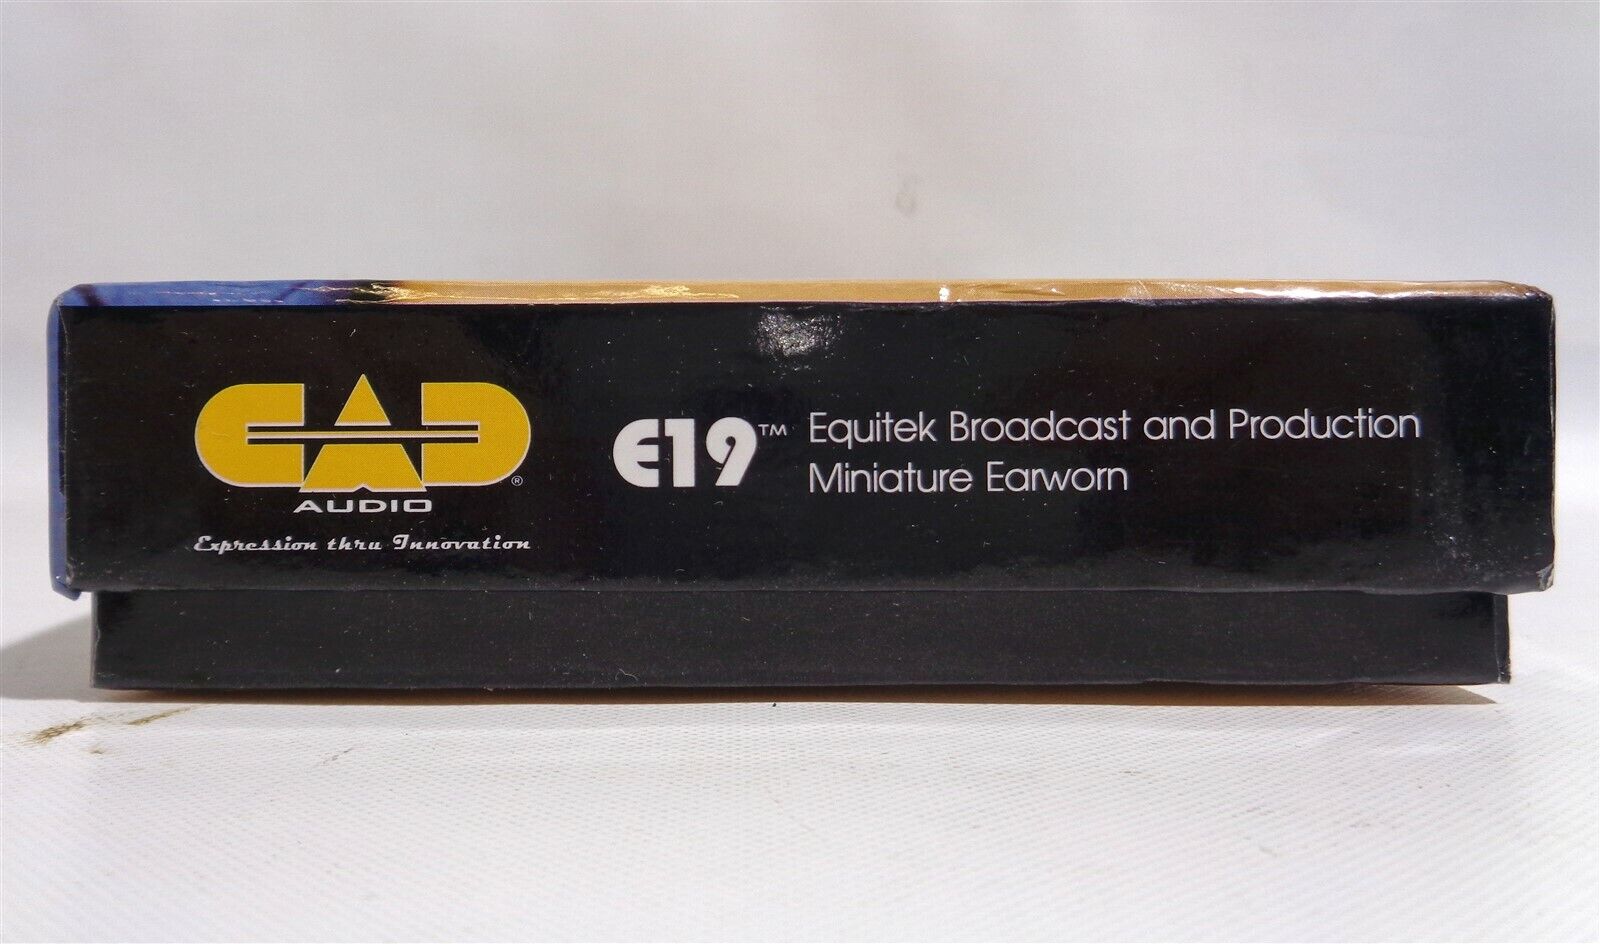 CAD®
AUDIO
Expression thru Innovation
E19™
Equitek Broadcast and Production
Miniature Earworn